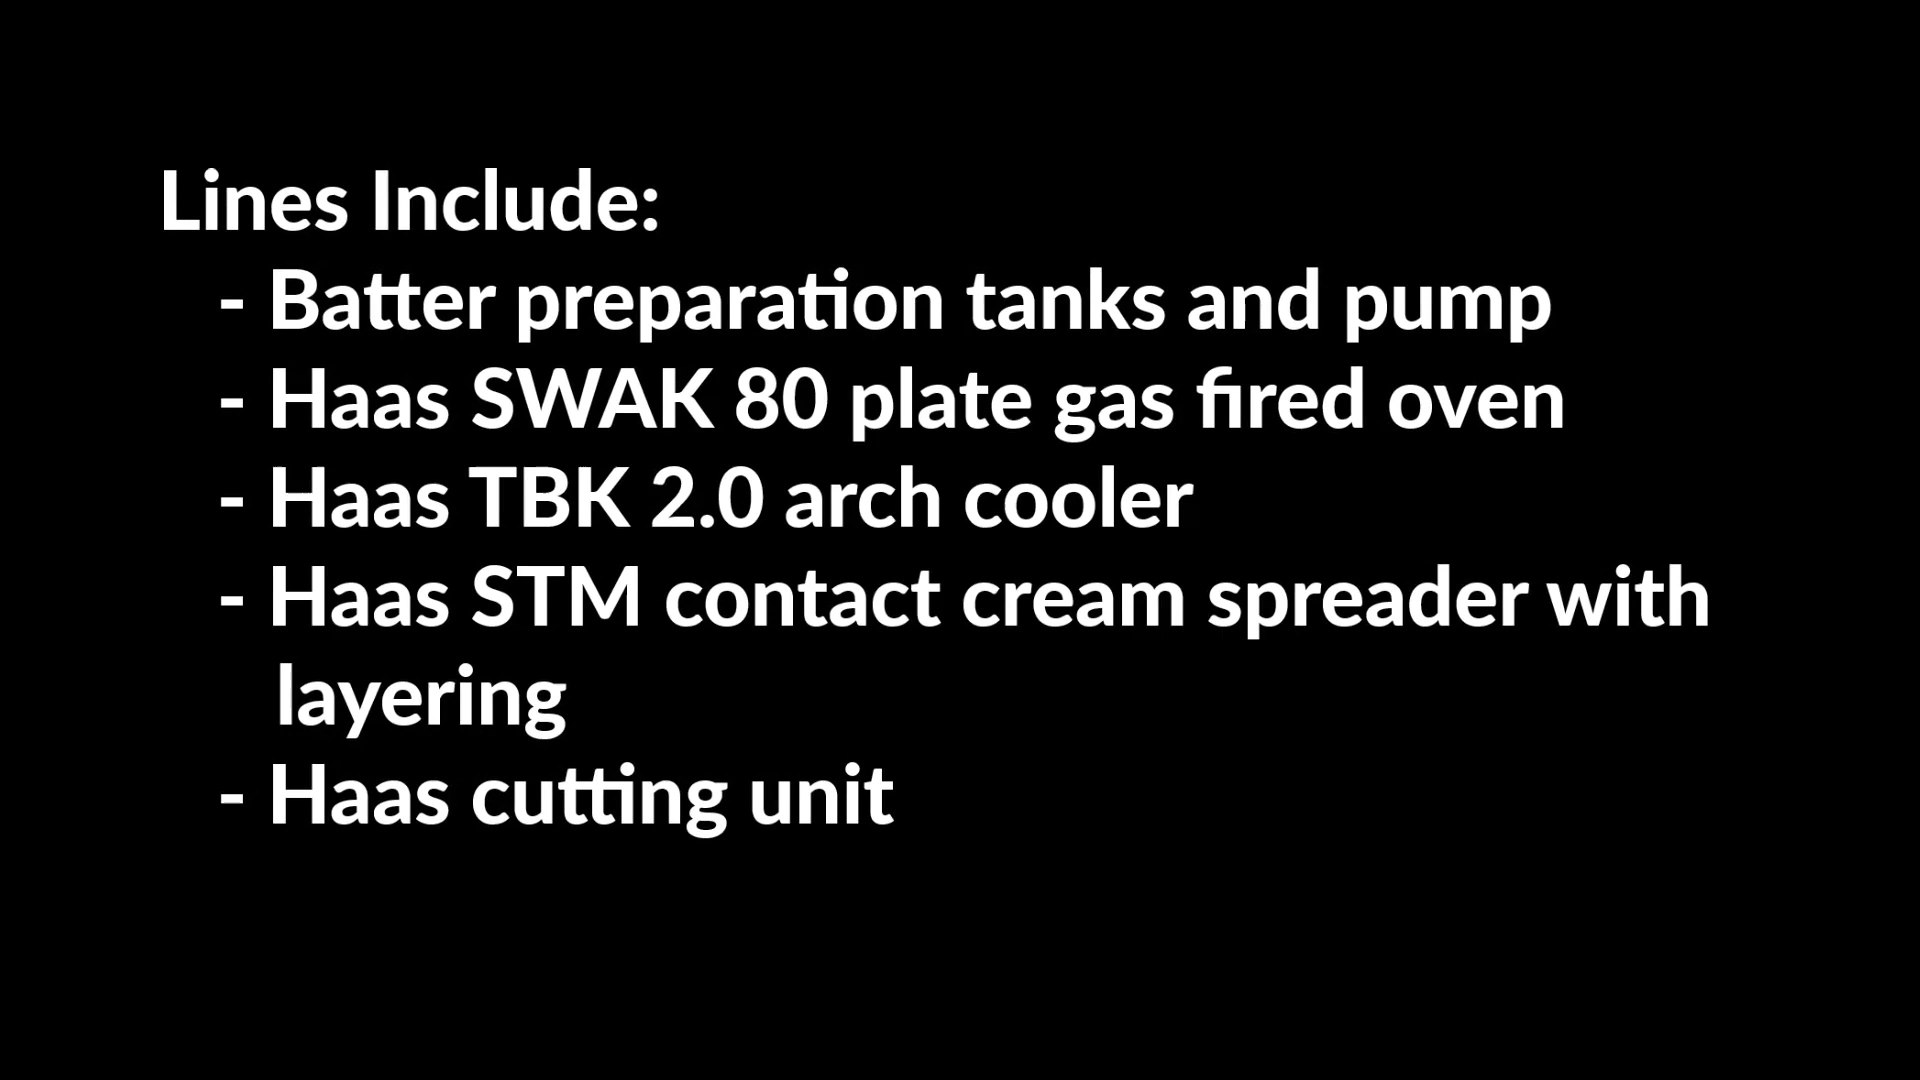 Lines Include:
- Batter preparation tanks and pump
- Haas SWAK 80 plate gas fired oven
- Haas TBK 2.0 arch cooler
- Haas STM contact cream spreader with
layering
- Haas cutting unit